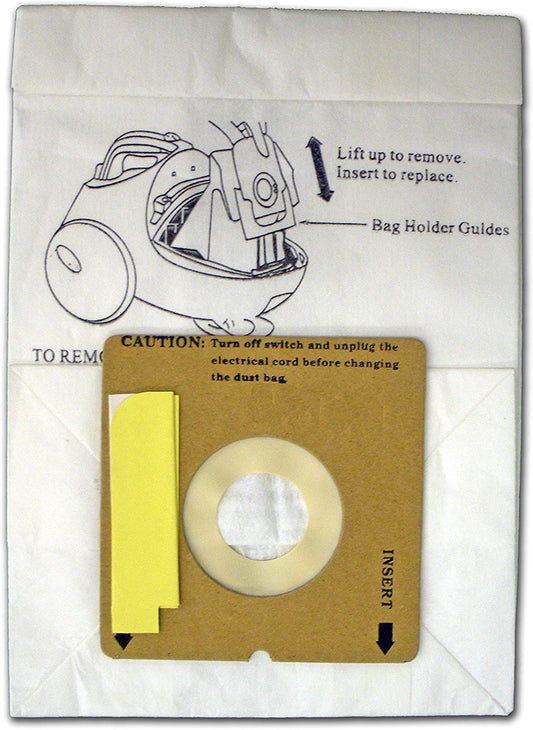 Lift up to remove.
Insert to replace.
Bag Holder Guides
TO REMO
CAUTION: Turn off switch and unplug the
electrical cord before changing
the dust bag.
INSERT